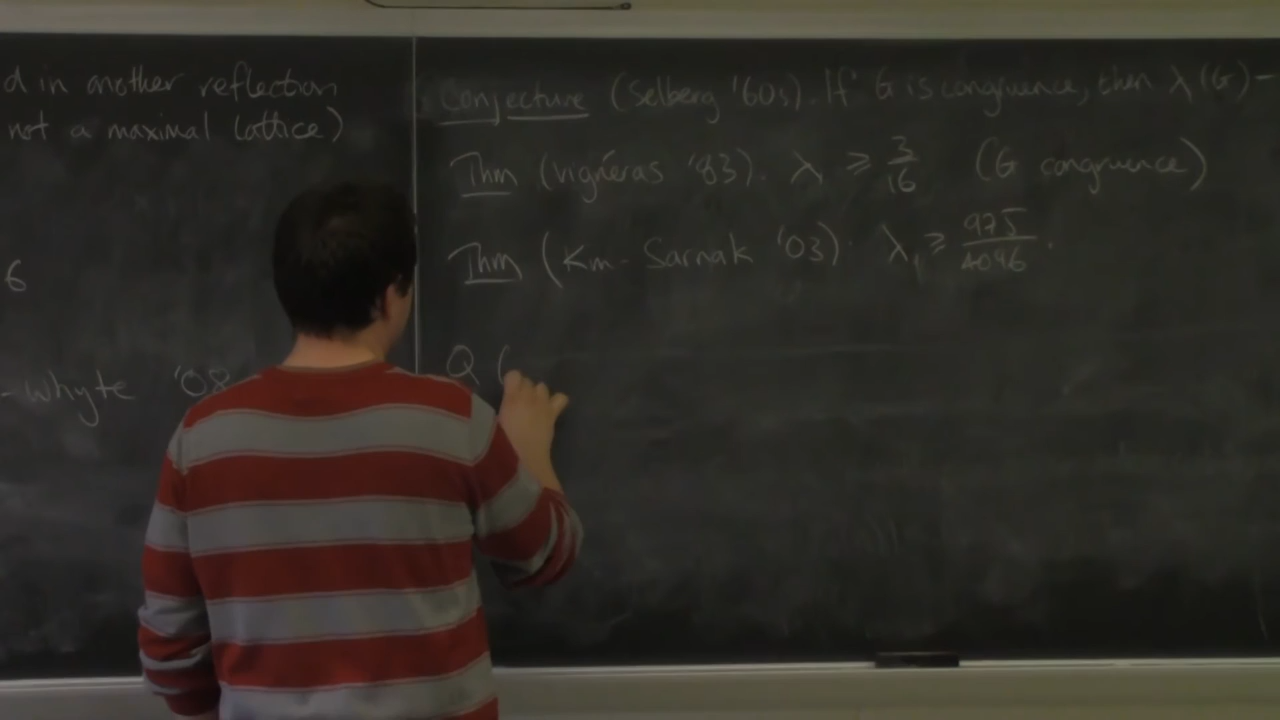 d in another reflection
not a maximal lattice)
6
-whyte '08
Conjecture (Selberg '60s). If G is congruence, then λ(G) -
Thm (Vignéras '83). λ ≥ 3/16 (G congruence)
Thm (Kim-Sarnak '03). λ₁ ≥ 975/4096.
Q (